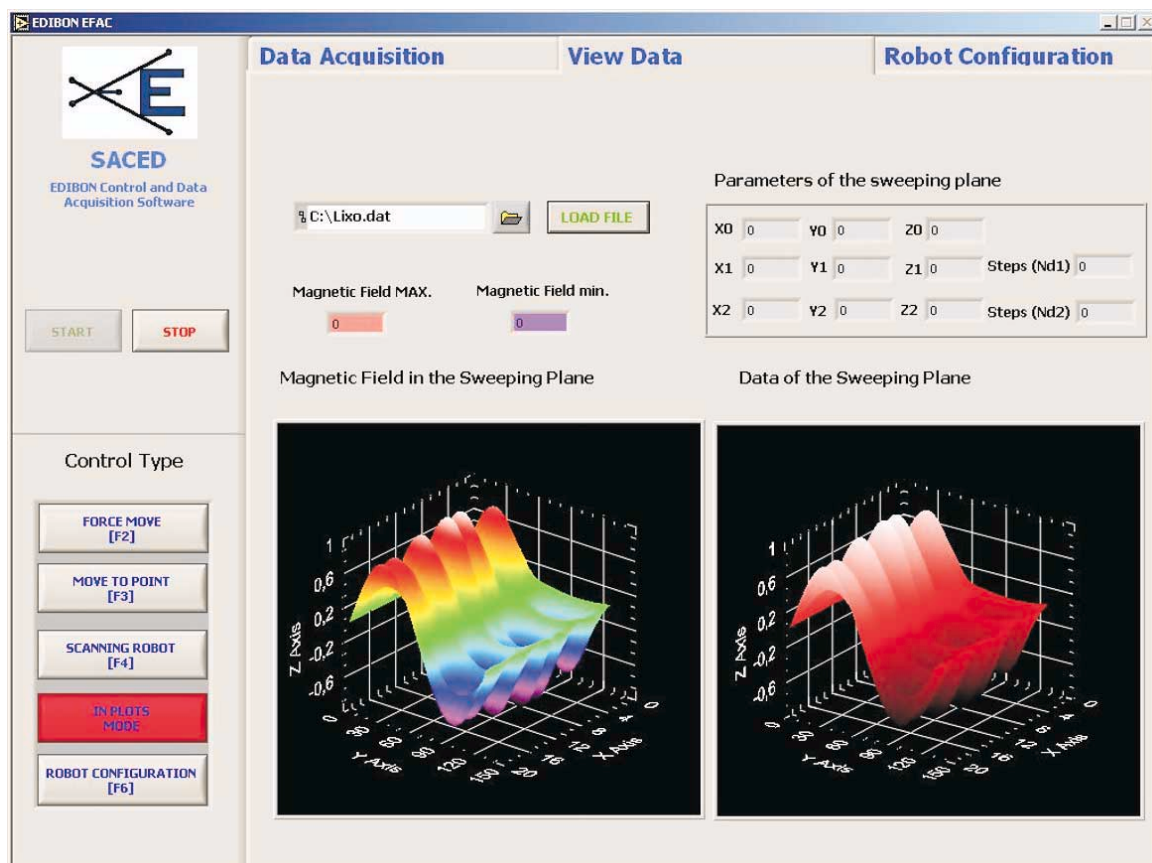 EDIBON EFAC
E
SACED
EDIBON Control and Data
Acquisition Software
START
STOP
Control Type
FORCE MOVE
[F2]
MOVE TO POINT
[F3]
SCANNING ROBOT
[F4]
IN PLOTS
MODE
ROBOT CONFIGURATION
[F6]
Data Acquisition
View Data
Robot Configuration
C:\Lixo.dat
LOAD FILE
Magnetic Field MAX.
0
Magnetic Field min.
0
Parameters of the sweeping plane
X0 0 Y0 0 Z0 0
X1 0 Y1 0 Z1 0 Steps (Nd1) 0
X2 0 Y2 0 Z2 0 Steps (Nd2) 0
Magnetic Field in the Sweeping Plane
1
0,6
0,2
-0,2
-0,6
Z Axis
0
30
60
90
120
150
Y Axis
20
16
12
8
4
0
X Axis
Data of the Sweeping Plane
1
0,6
0,2
-0,2
-0,6
Z Axis
0
30
60
90
120
150
Y Axis
20
16
12
8
4
0
X Axis